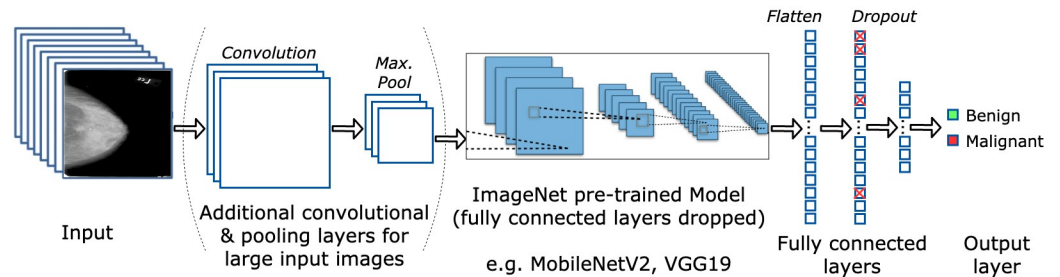 Flatten
Dropout
Convolution
Max.
Pool
Benign
Malignant
Input
Additional convolutional
& pooling layers for
large input images
ImageNet pre-trained Model
(fully connected layers dropped)
e.g. MobileNetV2, VGG19
Fully connected
layers
Output
layer